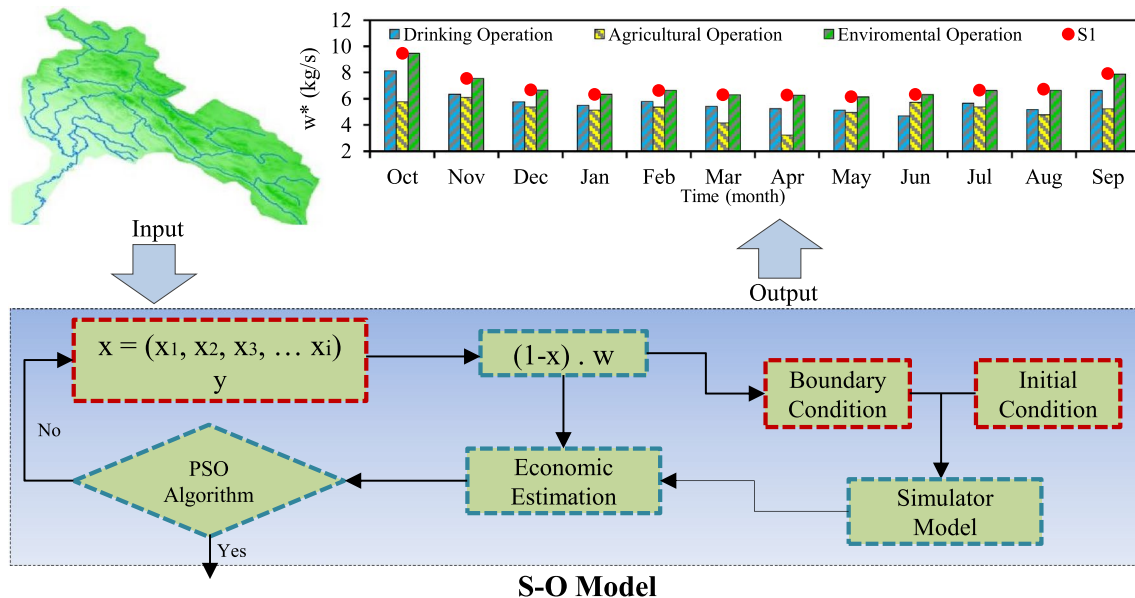 12
10
8
6
4
2
w* (kg/s)
Drinking Operation
Agricultural Operation
Enviromental Operation
S1
Oct Nov Dec Jan Feb Mar Apr May Jun Jul Aug Sep
Time (month)
Input
Output
x = (x1, x2, x3, … xi)
y
(1-x) . w
Boundary
Condition
Initial
Condition
No
PSO
Algorithm
Economic
Estimation
Simulator
Model
Yes
S-O Model